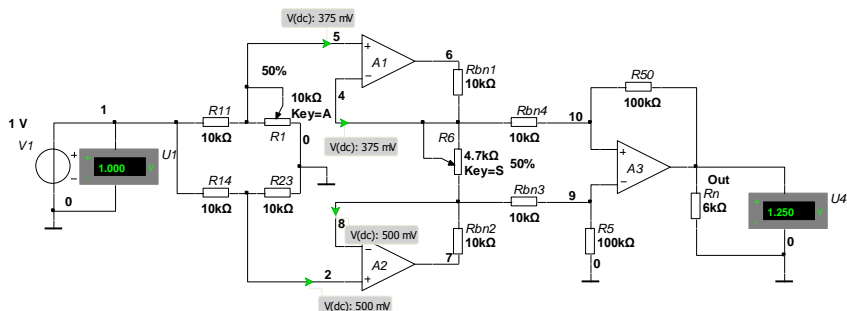 V(dc): 375 mV
5
6
A1
Rbn1
10kΩ
50%
10kΩ
Key=A
4
R50
100kΩ
1 V
V1
1
R11
10kΩ
R1
0
V(dc): 375 mV
R6
4.7kΩ
Key=S
50%
Rbn4
10kΩ
10
A3
U1
1.000
0
R14
10kΩ
R23
10kΩ
Rbn3
10kΩ
9
Out
Rn
6kΩ
U4
1.250
0
8
V(dc): 500 mV
A2
Rbn2
10kΩ
7
R5
100kΩ
0
2
V(dc): 500 mV